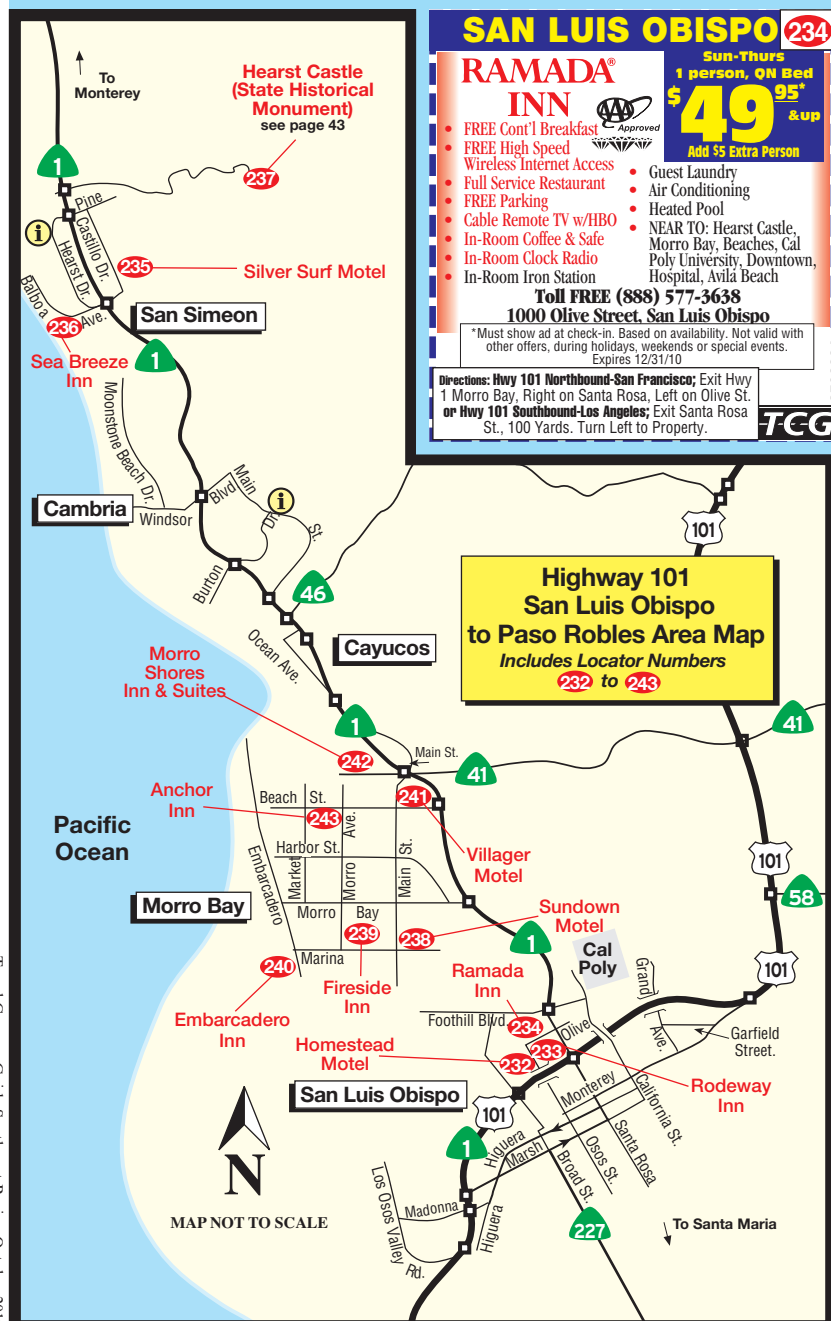 SAN LUIS OBISPO 234
RAMADA®
INN
AAA Approved
Sun-Thurs
1 person, QN Bed
$49 95*
&up
Add $5 Extra Person
• FREE Cont'l Breakfast
• FREE High Speed
Wireless Internet Access
• Full Service Restaurant
• FREE Parking
• Cable Remote TV w/HBO
• In-Room Coffee & Safe
• In-Room Clock Radio
• In-Room Iron Station
• Guest Laundry
• Air Conditioning
• Heated Pool
• NEAR TO: Hearst Castle,
Morro Bay, Beaches, Cal
Poly University, Downtown,
Hospital, Avila Beach
Toll FREE (888) 577-3638
1000 Olive Street, San Luis Obispo
*Must show ad at check-in. Based on availability. Not valid with
other offers, during holidays, weekends or special events.
Expires 12/31/10
Directions: Hwy 101 Northbound-San Francisco; Exit Hwy
1 Morro Bay, Right on Santa Rosa, Left on Olive St.
or Hwy 101 Southbound-Los Angeles; Exit Santa Rosa
St., 100 Yards. Turn Left to Property.
TCG
To
Monterey
Hearst Castle
(State Historical
Monument)
see page 43
1
237
Pine
i
Castillo Dr.
Hearst Dr.
235
Silver Surf Motel
Balboa
Ave.
236
San Simeon
Sea Breeze
Inn
1
Moonstone Beach Dr.
Cambria
Windsor
Blvd
Main
St.
i
Dr.
Burton
46
101
Highway 101
San Luis Obispo
to Paso Robles Area Map
Includes Locator Numbers
232 to 243
Ocean Ave.
Cayucos
Morro
Shores
Inn & Suites
1
41
242
Main St.
41
Anchor
Inn
Beach St.
243
241
Ave.
St.
Pacific
Ocean
Harbor St.
Villager
Motel
Embarcadero
Market
Morro
Main
101
58
Morro Bay
Morro Bay
239
238
Sundown
Motel
1
Cal
Poly
101
Marina
240
Fireside
Inn
Ramada
Inn
Grand
Ave.
Embarcadero
Inn
Foothill Blvd
234
Olive
Garfield
Street.
Homestead
Motel
232
233
Rodeway
Inn
San Luis Obispo
101
Monterey
California St.
1
Higuera
Marsh
Santa Rosa
Osos St.
Broad St.
N
MAP NOT TO SCALE
Los Osos
Valley
Rd.
Madonna
Higuera
227
To Santa Maria